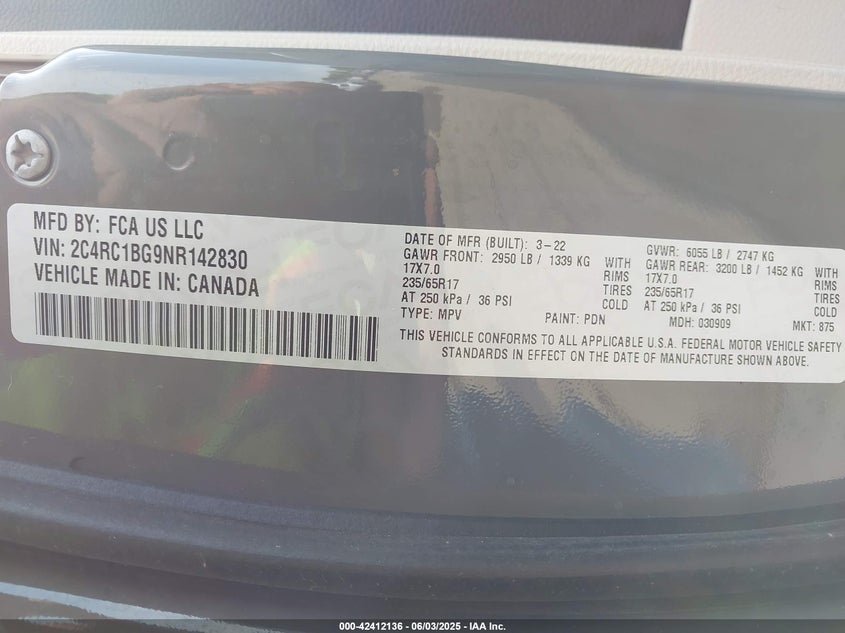 MFD BY: FCA US LLC
VIN: 2C4RC1BG9NR142830
VEHICLE MADE IN: CANADA
DATE OF MFR (BUILT): 3-22 GVWR: 6055 LB / 2747 KG
GAWR FRONT: 2950 LB / 1339 KG WITH GAWR REAR: 3200 LB / 1452 KG WITH
17X7.0 RIMS 17X7.0 RIMS
235/65R17 TIRES 235/65R17 TIRES
AT 250 kPa / 36 PSI COLD AT 250 kPa / 36 PSI COLD
TYPE: MPV PAINT: PDN MDH: 030909 MKT: 875
THIS VEHICLE CONFORMS TO ALL APPLICABLE U.S.A. FEDERAL MOTOR VEHICLE SAFETY
STANDARDS IN EFFECT ON THE DATE OF MANUFACTURE SHOWN ABOVE.
000-42412136 - 06/03/2025 - IAA Inc.